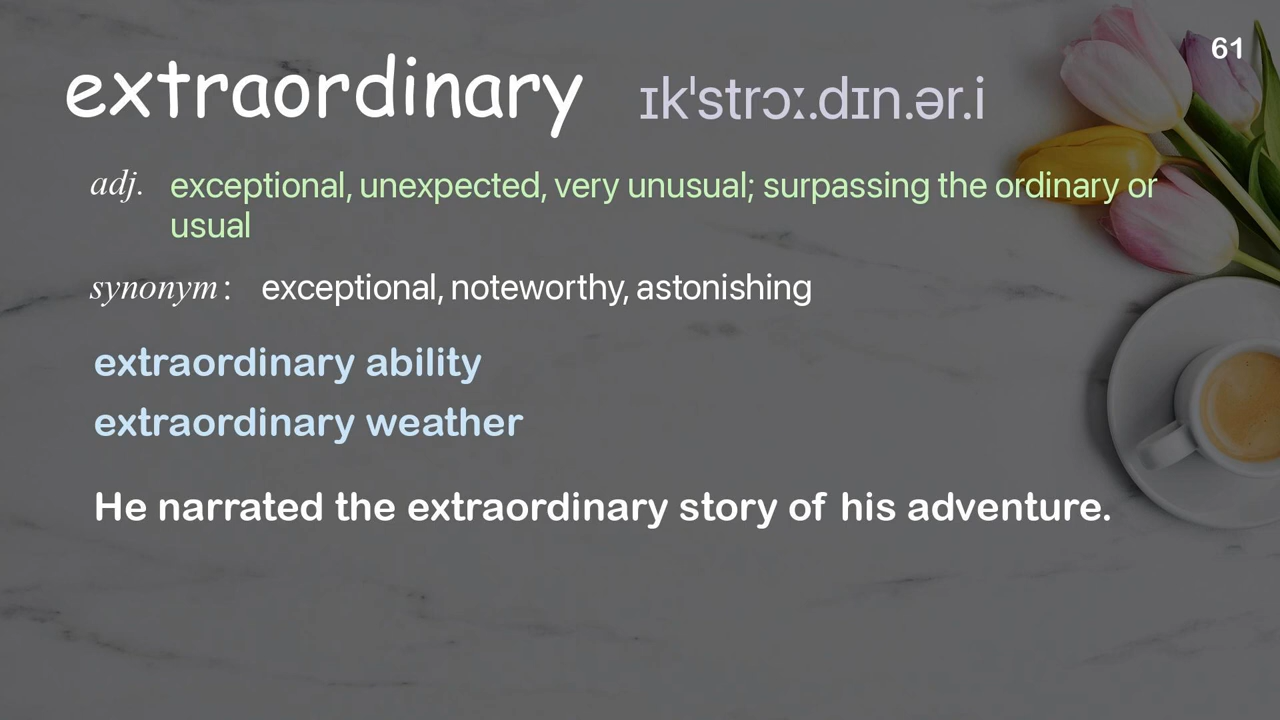 61
extraordinary ɪkˈstrɔː.dɪn.ər.i
adj. exceptional, unexpected, very unusual; surpassing the ordinary or
usual
synonym: exceptional, noteworthy, astonishing
extraordinary ability
extraordinary weather
He narrated the extraordinary story of his adventure.